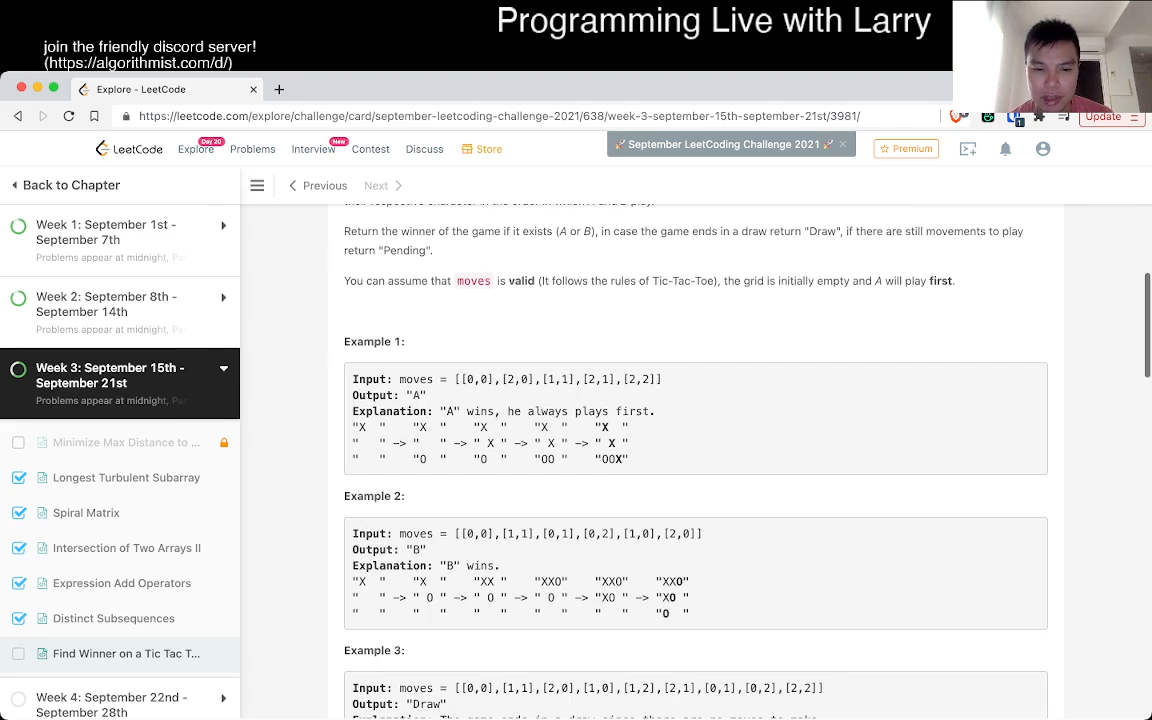 Programming Live with Larry
join the friendly discord server!
(https://algorithmist.com/d/)
Explore - LeetCode
https://leetcode.com/explore/challenge/card/september-leetcoding-challenge-2021/638/week-3-september-15th-september-21st/3981/
1
Update
LeetCode
Explore
Day 20
Problems
Interview
New
Contest
Discuss
Store
September LeetCoding Challenge 2021
Premium
Back to Chapter
Previous
Next
Week 1: September 1st -
September 7th
Problems appear at midnight,
Week 2: September 8th -
September 14th
Problems appear at midnight,
Week 3: September 15th -
September 21st
Problems appear at midnight,
Minimize Max Distance to ...
Longest Turbulent Subarray
Spiral Matrix
Intersection of Two Arrays II
Expression Add Operators
Distinct Subsequences
Find Winner on a Tic Tac T...
Week 4: September 22nd -
September 28th
Return the winner of the game if it exists (A or B), in case the game ends in a draw return "Draw", if there are still movements to play
return "Pending".
You can assume that moves is valid (It follows the rules of Tic-Tac-Toe), the grid is initially empty and A will play first.
Example 1:
Input: moves = [[0,0],[2,0],[1,1],[2,1],[2,2]]
Output: "A"
Explanation: "A" wins, he always plays first.
"X  "    "X  "    "X  "    "X  "    "X  "
"   " -> "   " -> " X " -> " X " -> " X "
"   "    "O  "    "O  "    "OO "    "OOX"
Example 2:
Input: moves = [[0,0],[1,1],[0,1],[0,2],[1,0],[2,0]]
Output: "B"
Explanation: "B" wins.
"X  "    "X  "    "XX "    "XXO"    "XXO"    "XXO"
"   " -> " O " -> " O " -> " O " -> "XO " -> "XO "
"   "    "   "    "   "    "   "    "   "    "O  "
Example 3:
Input: moves = [[0,0],[1,1],[2,0],[1,0],[1,2],[2,1],[0,1],[0,2],[2,2]]
Output: "Draw"